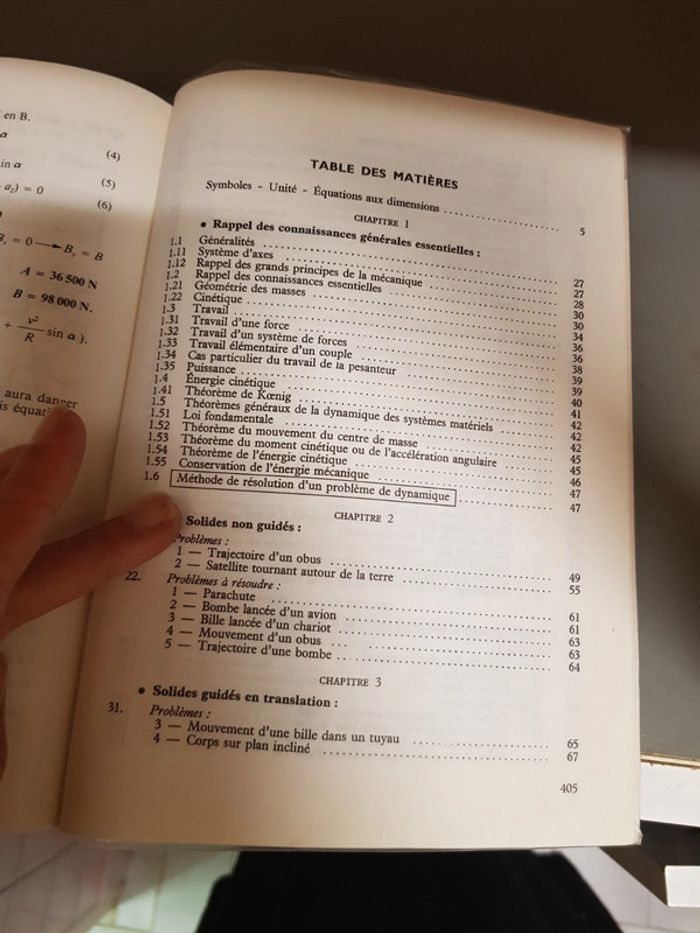 en B.
α
(4)
in α
(5)
a₂) = 0
(6)
= 0 → B_y = B
A = 36 500 N
B = 98 000 N.
+ v²/R sin α ).
aura danger
is équat
TABLE DES MATIÈRES
Symboles - Unité - Équations aux dimensions 5
CHAPITRE 1
• Rappel des connaissances générales essentielles :
1.1 Généralités 27
1.11 Système d'axes 27
1.12 Rappel des grands principes de la mécanique 28
1.2 Rappel des connaissances essentielles 30
1.21 Géométrie des masses 30
1.22 Cinétique 34
1.3 Travail 36
1.31 Travail d'une force 36
1.32 Travail d'un système de forces 38
1.33 Travail élémentaire d'un couple 39
1.34 Cas particulier du travail de la pesanteur 39
1.35 Puissance 40
1.4 Énergie cinétique 41
1.41 Théorème de Kœnig 42
1.5 Théorèmes généraux de la dynamique des systèmes matériels 42
1.51 Loi fondamentale 42
1.52 Théorème du mouvement du centre de masse 45
1.53 Théorème du moment cinétique ou de l'accélération angulaire 45
1.54 Théorème de l'énergie cinétique 46
1.55 Conservation de l'énergie mécanique 47
1.6 Méthode de résolution d'un problème de dynamique 47
CHAPITRE 2
Solides non guidés :
Problèmes :
1 — Trajectoire d'un obus 49
2 — Satellite tournant autour de la terre 55
22. Problèmes à résoudre :
1 — Parachute 61
2 — Bombe lancée d'un avion 61
3 — Bille lancée d'un chariot 63
4 — Mouvement d'un obus 63
5 — Trajectoire d'une bombe 64
CHAPITRE 3
• Solides guidés en translation :
31. Problèmes :
3 — Mouvement d'une bille dans un tuyau 65
4 — Corps sur plan incliné 67
405